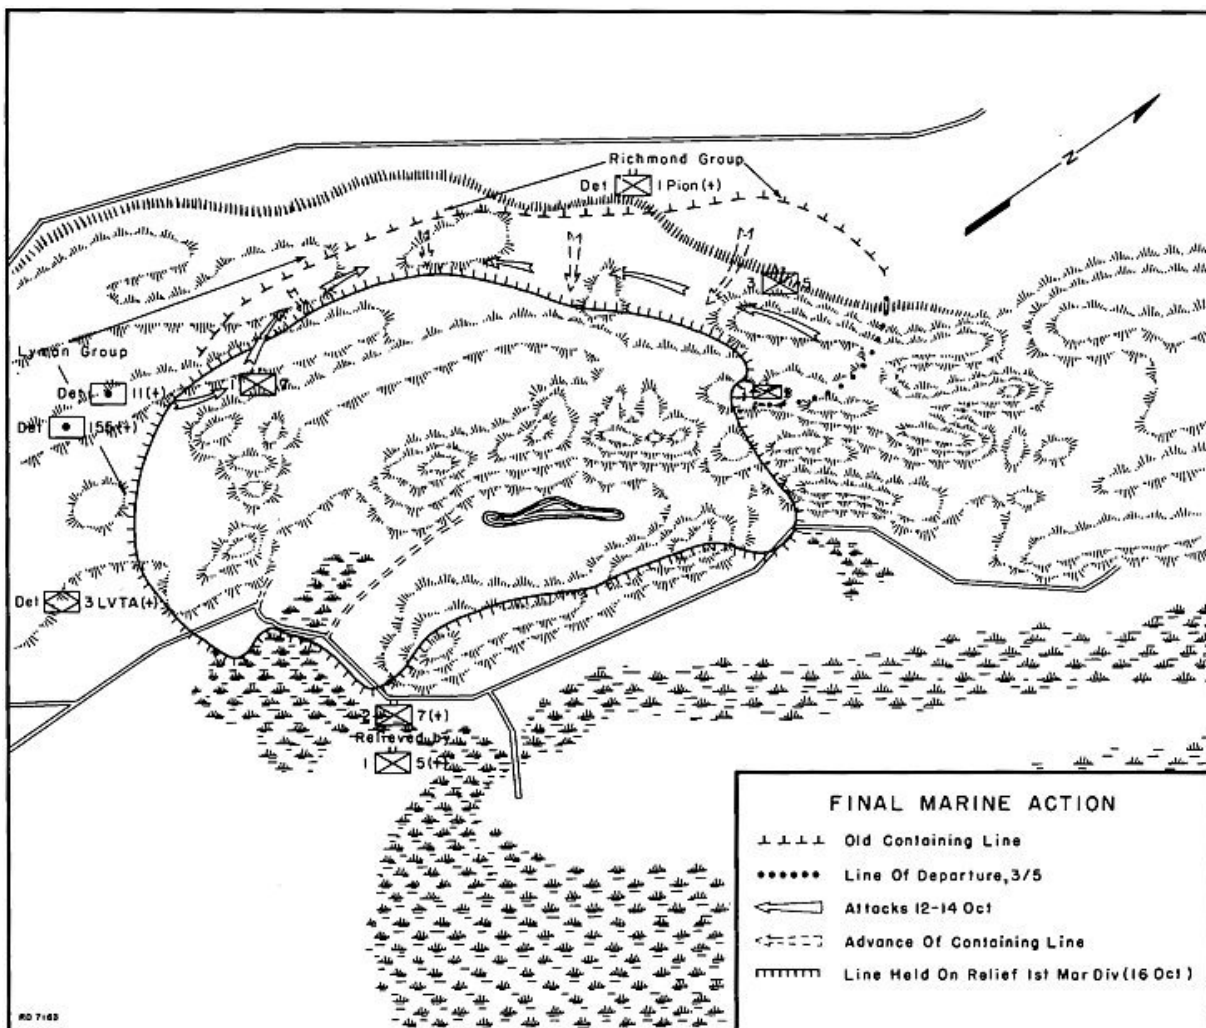 N
Richmond Group
Det 1 Pion (+)
3 5
Lyman Group
Det 11(+)
1 7
Det 155(+)
Det 3 LVTA(+)
2 7(+)
Relieved by
1 5(+)
FINAL MARINE ACTION
Old Containing Line
Line Of Departure, 3/5
Attacks 12-14 Oct
Advance Of Containing Line
Line Held On Relief 1st Mar Div (16 Oct)
RD 7163